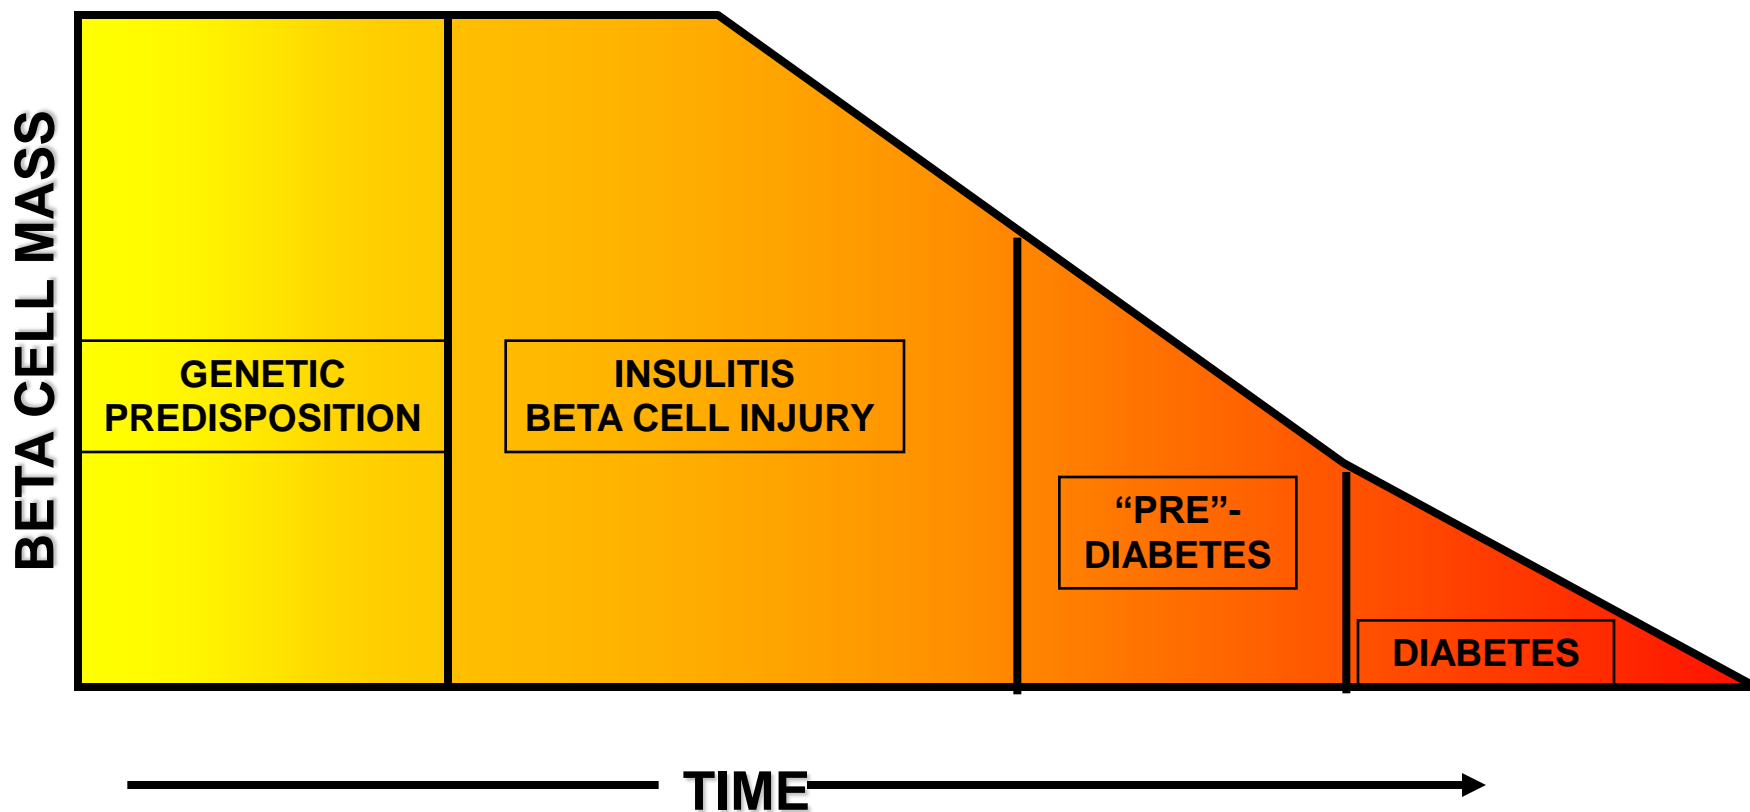 BETA CELL MASS
GENETIC
PREDISPOSITION
INSULITIS
BETA CELL INJURY
“PRE”-
DIABETES
DIABETES
TIME